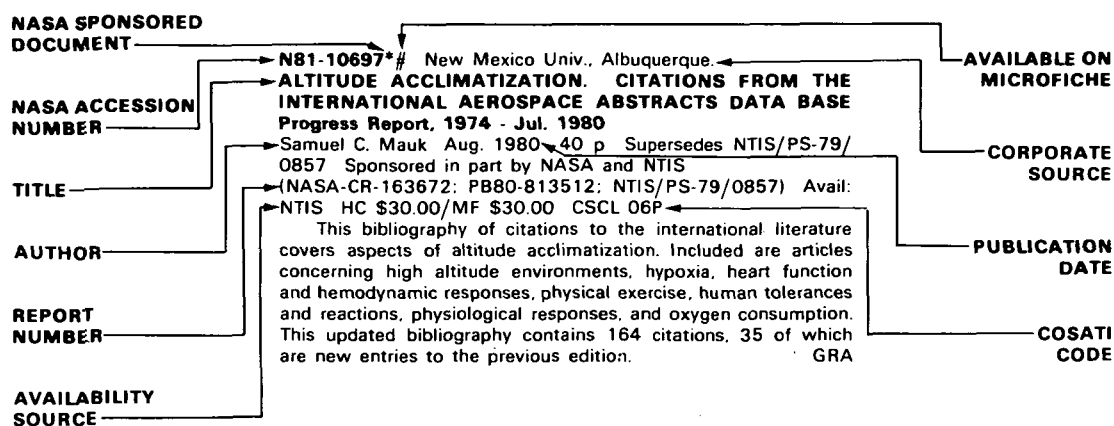 NASA SPONSORED
DOCUMENT
NASA ACCESSION
NUMBER
TITLE
AUTHOR
REPORT
NUMBER
AVAILABILITY
SOURCE
N81-10697*# New Mexico Univ., Albuquerque.
ALTITUDE ACCLIMATIZATION. CITATIONS FROM THE
INTERNATIONAL AEROSPACE ABSTRACTS DATA BASE
Progress Report, 1974 - Jul. 1980
Samuel C. Mauk Aug. 1980 40 p Supersedes NTIS/PS-79/
0857 Sponsored in part by NASA and NTIS
(NASA-CR-163672; PB80-813512; NTIS/PS-79/0857) Avail:
NTIS HC $30.00/MF $30.00 CSCL 06P
This bibliography of citations to the international literature
covers aspects of altitude acclimatization. Included are articles
concerning high altitude environments, hypoxia, heart function
and hemodynamic responses, physical exercise, human tolerances
and reactions, physiological responses, and oxygen consumption.
This updated bibliography contains 164 citations, 35 of which
are new entries to the previous edition. GRA
AVAILABLE ON
MICROFICHE
CORPORATE
SOURCE
PUBLICATION
DATE
COSATI
CODE